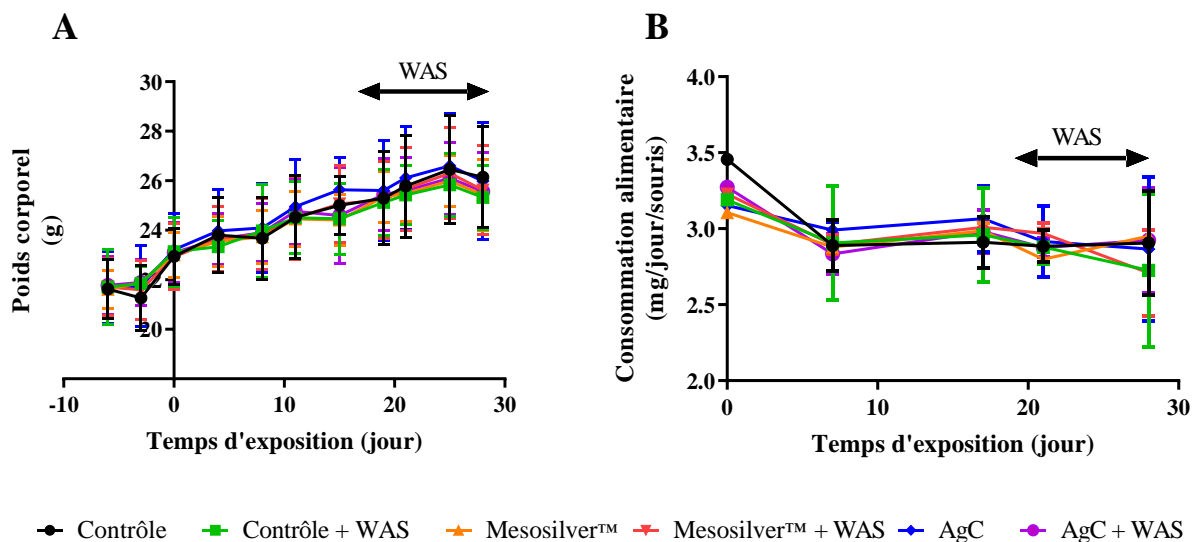 A
B
WAS
30
28
26
24
22
20
-10
0
10
20
30
Poids corporel
(g)
Temps d'exposition (jour)
WAS
4.0
3.5
3.0
2.5
2.0
0
10
20
30
Consommation alimentaire
(mg/jour/souris)
Temps d'exposition (jour)
Contrôle
Contrôle + WAS
Mesosilver™
Mesosilver™ + WAS
AgC
AgC + WAS